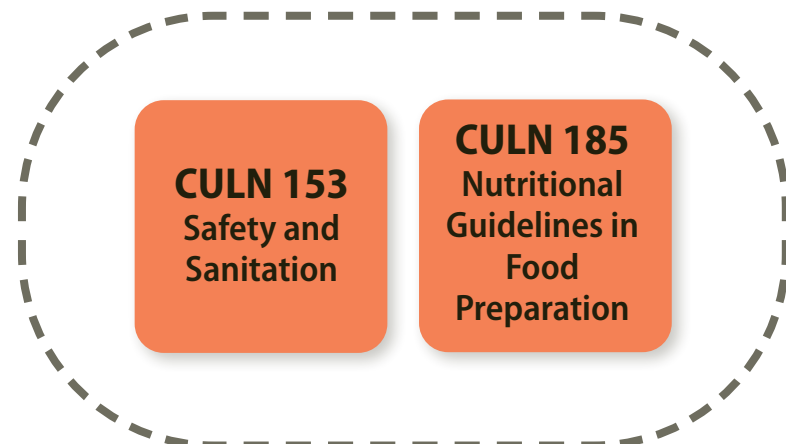 CULN 153
Safety and
Sanitation
CULN 185
Nutritional
Guidelines in
Food
Preparation